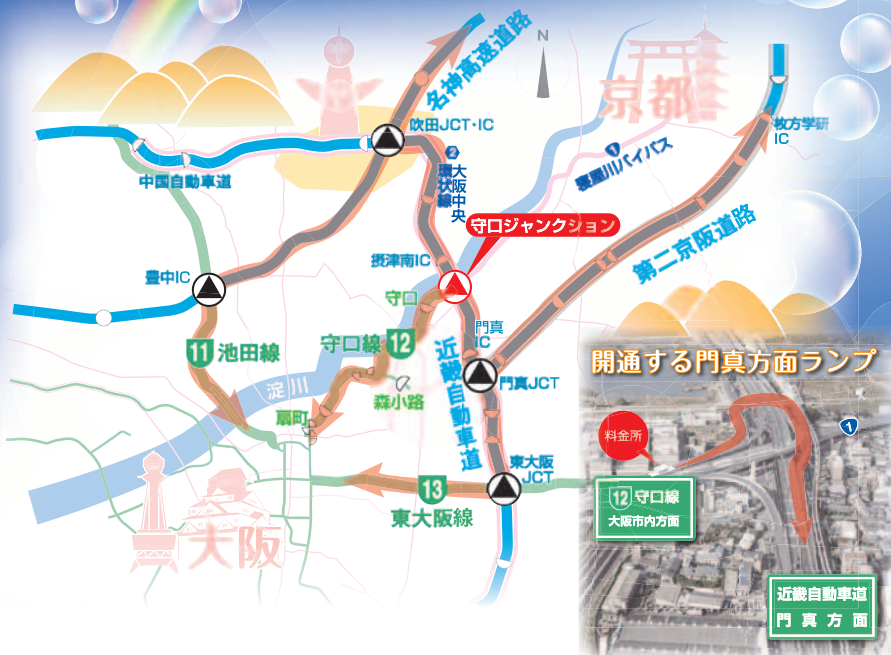 名神高速道路
N
京都
吹田JCT・IC
枚方学研
IC
2
大阪中央
環状線
1
寝屋川バイパス
中国自動車道
守口ジャンクション
第二京阪道路
摂津南IC
豊中IC
守口
門真
IC
11
池田線
守口線
12
近畿自動車道
開通する門真方面ランプ
淀川
門真JCT
森小路
扇町
1
料金所
東大阪
JCT
13
東大阪線
12 守口線
大阪市内方面
大阪
近畿自動車道
門真方面